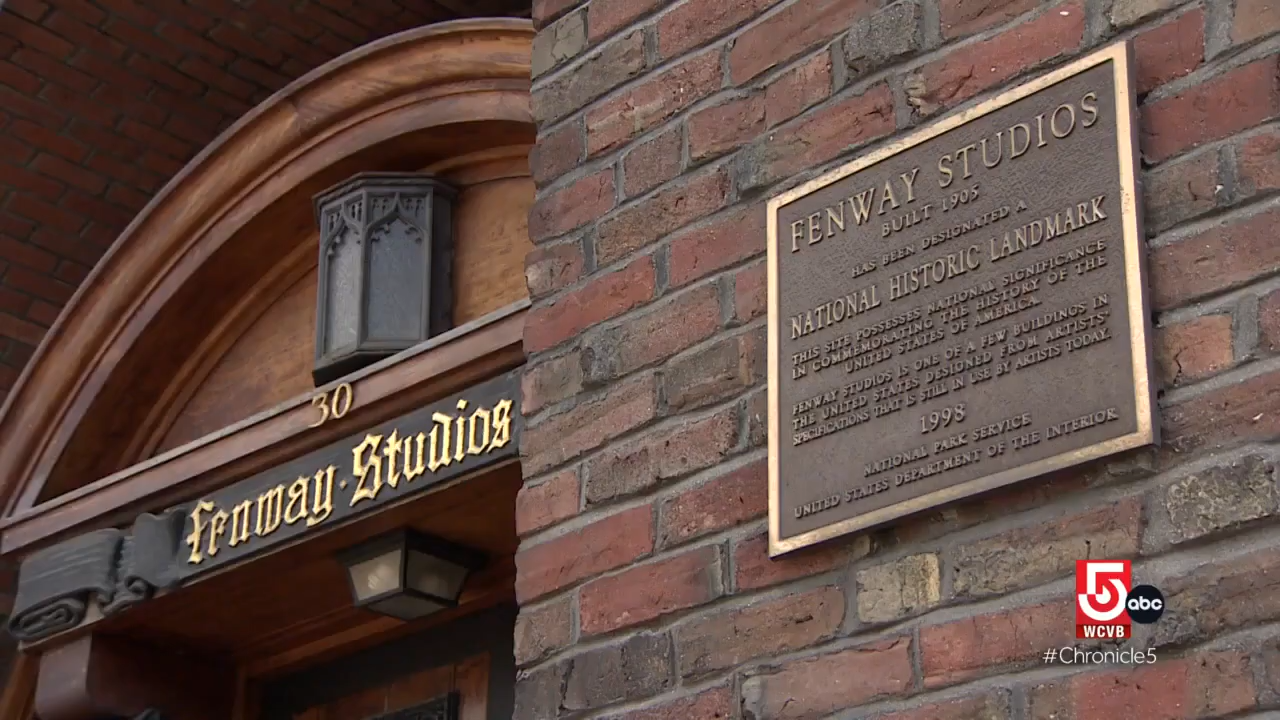 30
Fenway · Studios
FENWAY STUDIOS
BUILT 1905
HAS BEEN DESIGNATED A
NATIONAL HISTORIC LANDMARK
THIS SITE POSSESSES NATIONAL SIGNIFICANCE
IN COMMEMORATING THE HISTORY OF THE
UNITED STATES OF AMERICA.
FENWAY STUDIOS IS ONE OF A FEW BUILDINGS IN
THE UNITED STATES DESIGNED FROM ARTISTS'
SPECIFICATIONS THAT IS STILL IN USE BY ARTISTS TODAY.
1998
NATIONAL PARK SERVICE
UNITED STATES DEPARTMENT OF THE INTERIOR
5 abc
WCVB
#Chronicle5